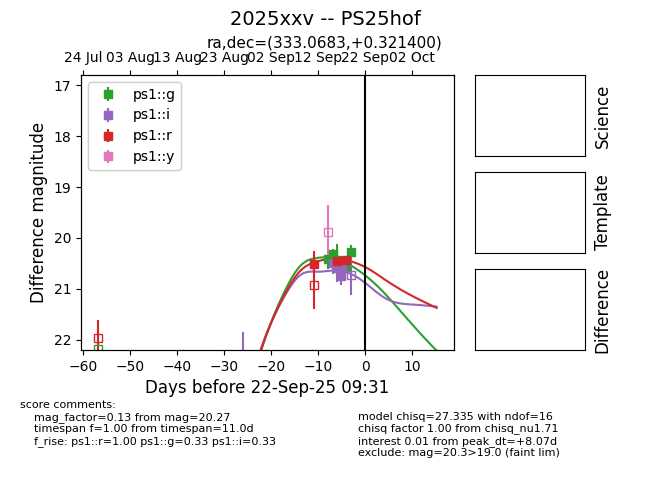 2025xxv -- PS25hof
ra,dec=(333.0683,+0.321400)
24 Jul 03 Aug 13 Aug 23 Aug 02 Sep 12 Sep 22 Sep 02 Oct
17
18
19
20
21
22
Difference magnitude
ps1::g
ps1::i
ps1::r
ps1::y
−60 −50 −40 −30 −20 −10 0 10
Days before 22-Sep-25 09:31
Science
Template
Difference
score comments:
mag_factor=0.13 from mag=20.27
timespan f=1.00 from timespan=11.0d
f_rise: ps1::r=1.00 ps1::g=0.33 ps1::i=0.33
model chisq=27.335 with ndof=16
chisq factor 1.00 from chisq_nu1.71
interest 0.01 from peak_dt=+8.07d
exclude: mag=20.3>19.0 (faint lim)